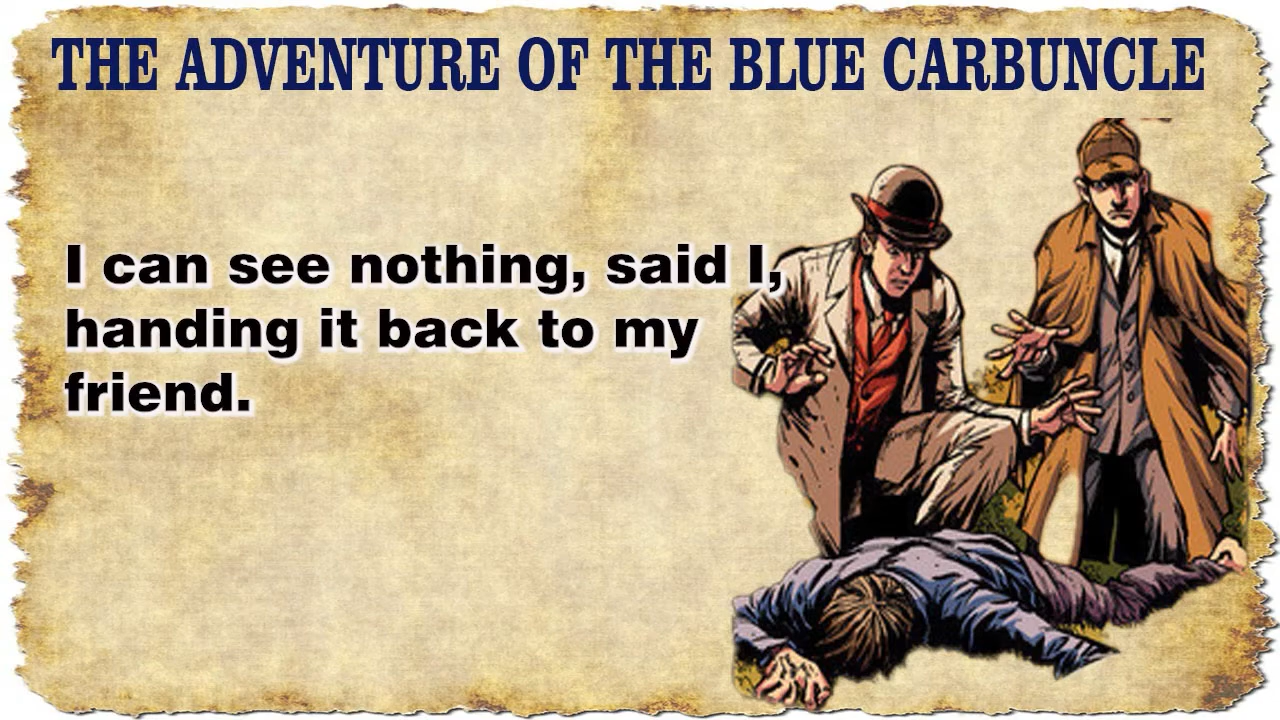 THE ADVENTURE OF THE BLUE CARBUNCLE
I can see nothing, said I,
handing it back to my
friend.